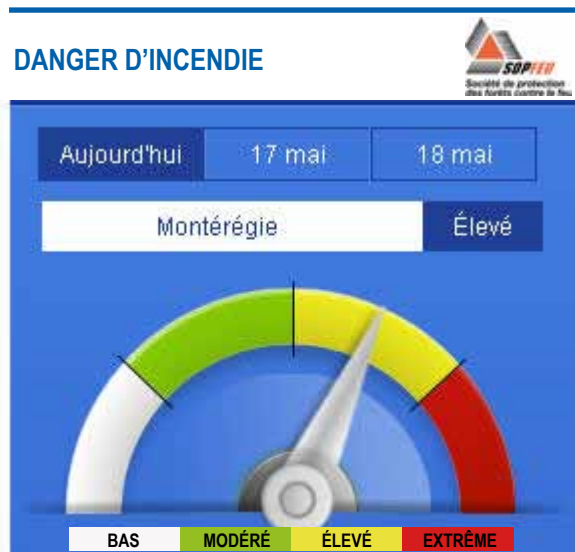 DANGER D’INCENDIE
SOPFEU
Société de protection
des forêts contre le feu
Aujourd'hui 17 mai 18 mai
Montérégie Élevé
BAS MODÉRÉ ÉLEVÉ EXTRÊME